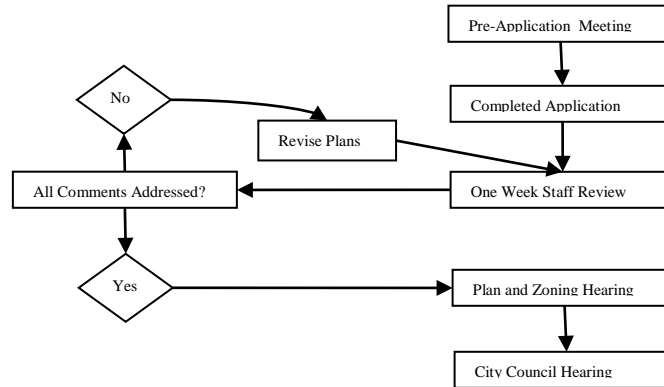 Pre-Application Meeting
No
Completed Application
Revise Plans
All Comments Addressed?
One Week Staff Review
Yes
Plan and Zoning Hearing
City Council Hearing